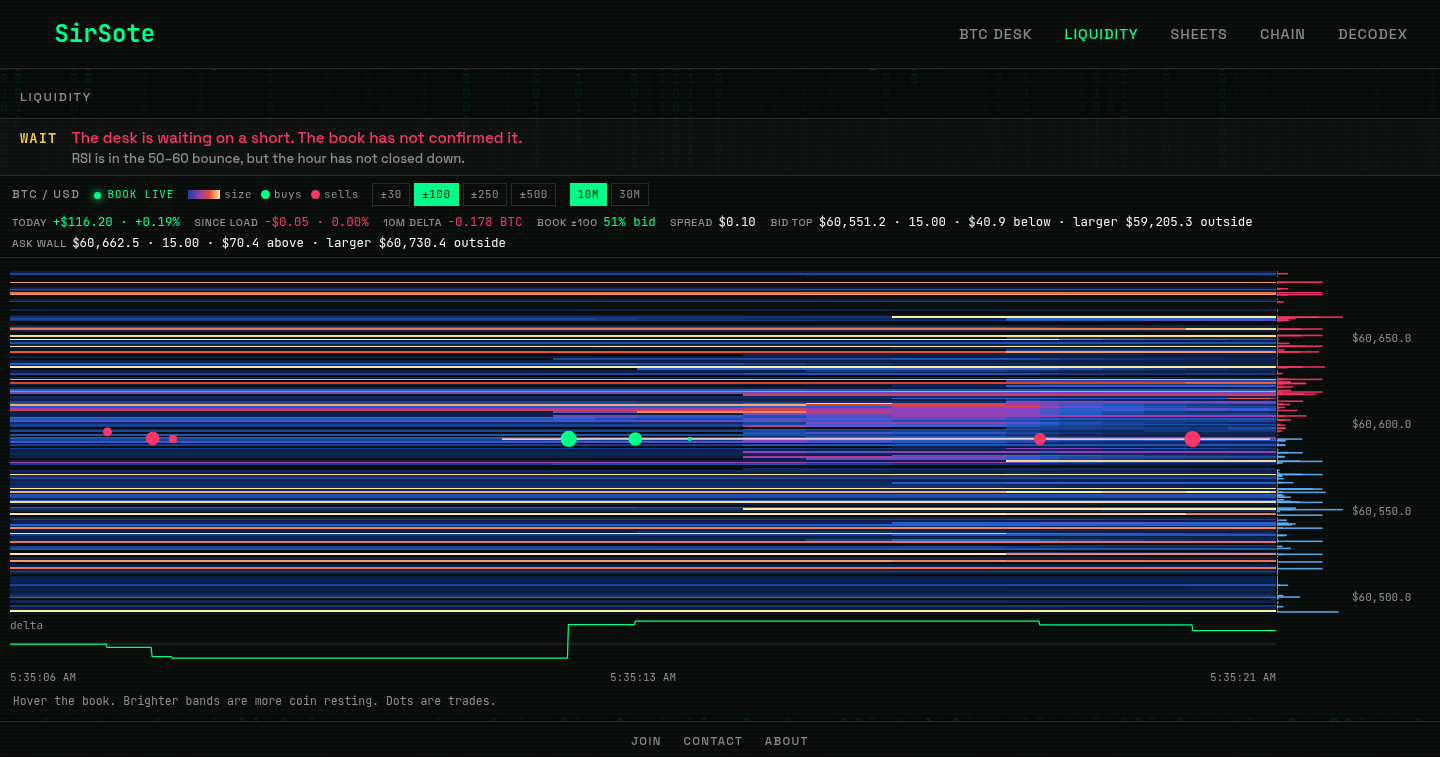 SirSote
BTC DESK LIQUIDITY SHEETS CHAIN DECODEX
LIQUIDITY
WAIT The desk is waiting on a short. The book has not confirmed it.
RSI is in the 50–60 bounce, but the hour has not closed down.
BTC / USD BOOK LIVE size buys sells ±30 ±100 ±250 ±500 10M 30M
TODAY +$116.20 · +0.19% SINCE LOAD -$0.05 · 0.00% 10M DELTA -0.178 BTC BOOK ±100 51% bid SPREAD $0.10 BID TOP $60,551.2 · 15.00 · $40.9 below · larger $59,205.3 outside
ASK WALL $60,662.5 · 15.00 · $70.4 above · larger $60,730.4 outside
$60,650.0
$60,600.0
$60,550.0
$60,500.0
delta
5:35:06 AM 5:35:13 AM 5:35:21 AM
Hover the book. Brighter bands are more coin resting. Dots are trades.
JOIN CONTACT ABOUT